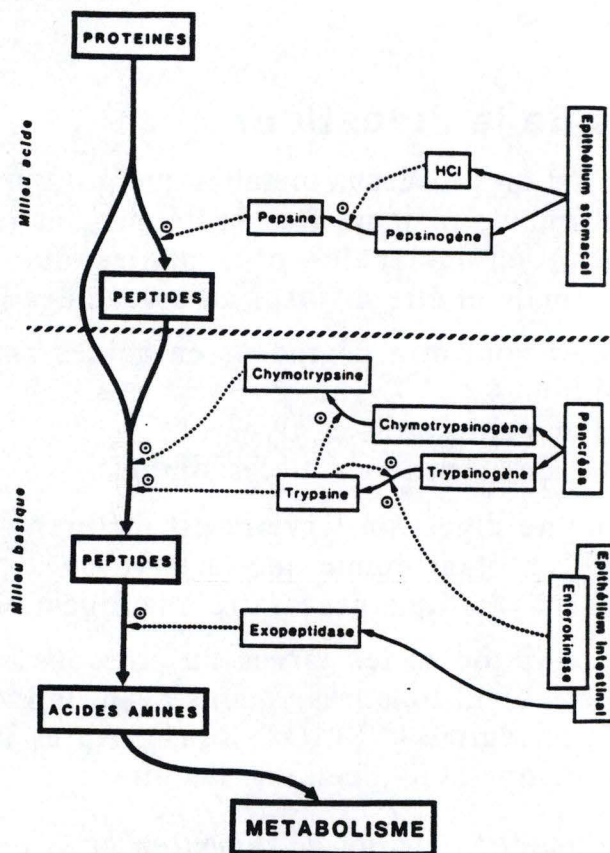 PROTEINES
Milieu acide
HCl
Pepsine
Pepsinogène
Epithélium stomacal
PEPTIDES
Chymotrypsine
Chymotrypsinogène
Trypsinogène
Trypsine
Pancréas
Milieu basique
PEPTIDES
Exopeptidase
Enterokinase
Epithélium intestinal
ACIDES AMINES
METABOLISME